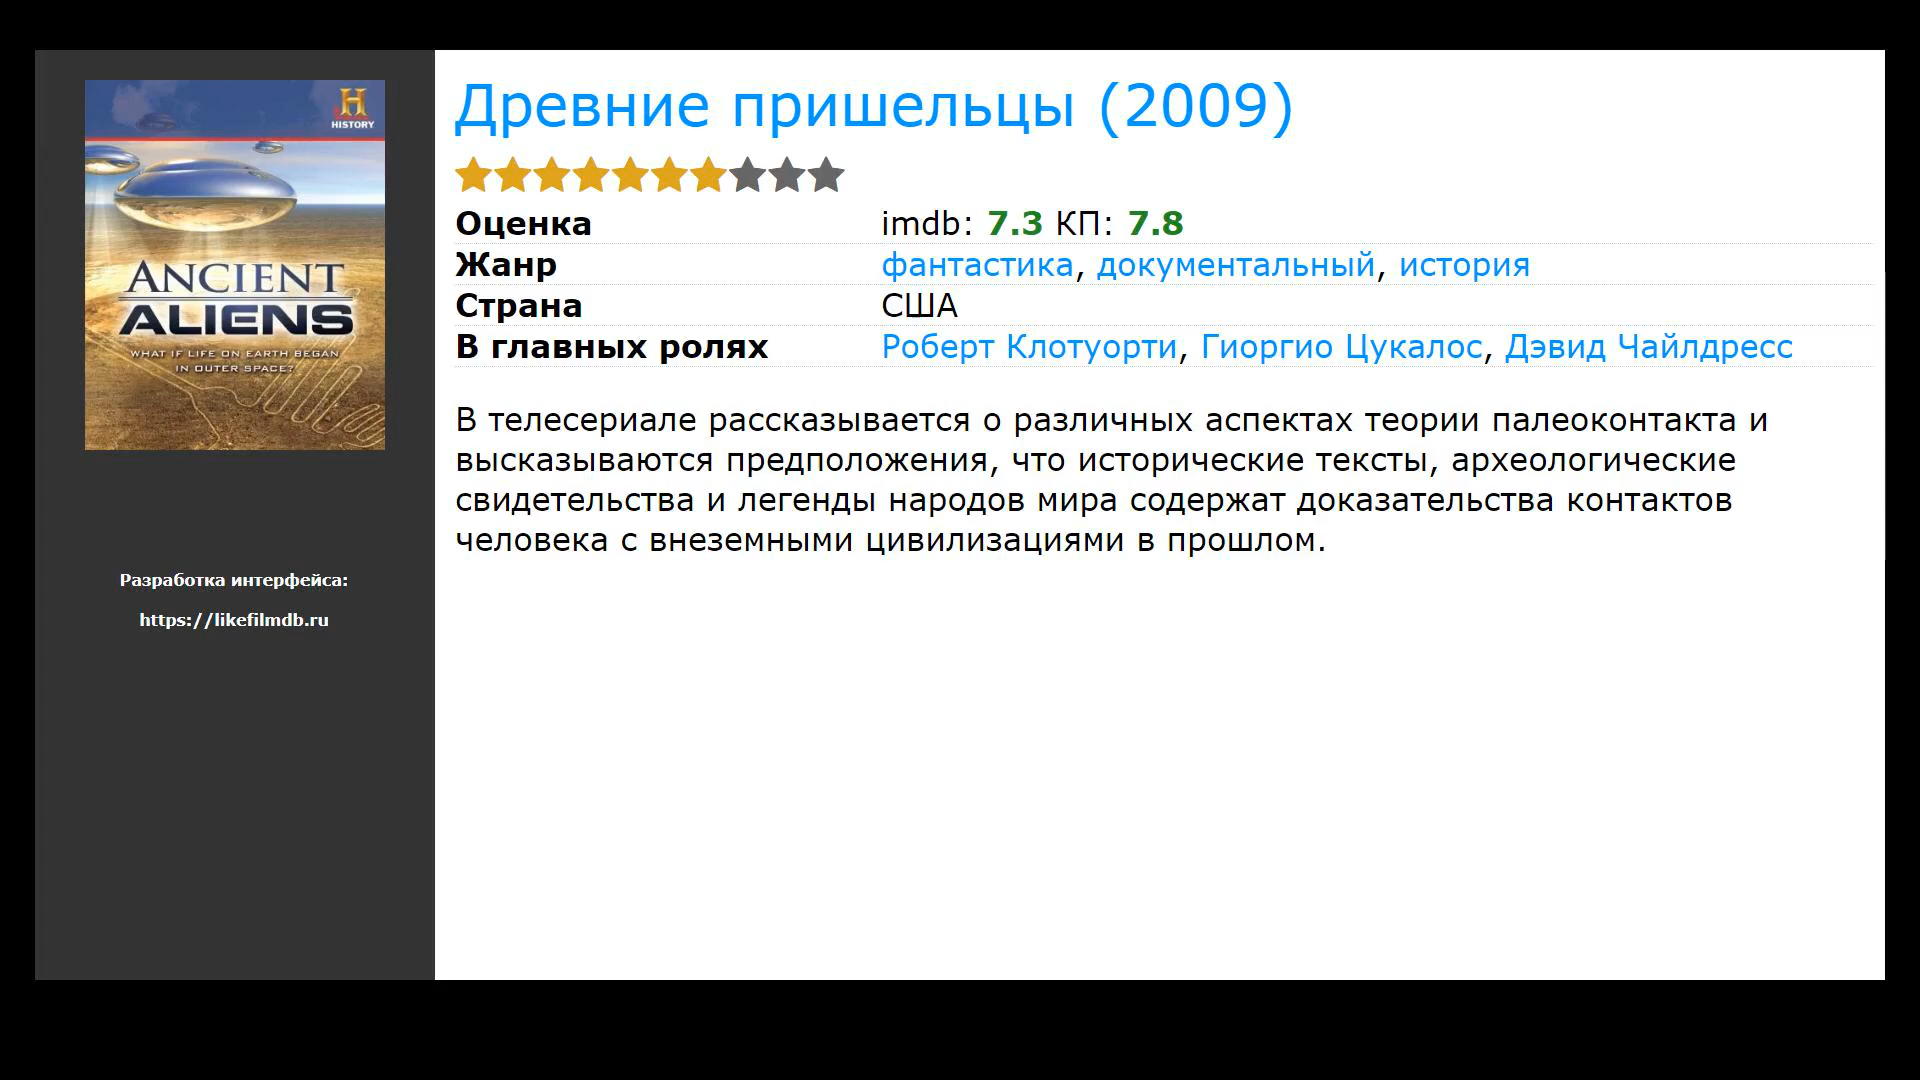 H
HISTORY
ANCIENT
ALIENS
WHAT IF LIFE ON EARTH BEGAN
IN OUTER SPACE?
Разработка интерфейса:
https://likefilmdb.ru
Древние пришельцы (2009)
Оценка imdb: 7.3 КП: 7.8
Жанр фантастика, документальный, история
Страна США
В главных ролях Роберт Клотуорти, Гиоргио Цукалос, Дэвид Чайлдресс
В телесериале рассказывается о различных аспектах теории палеоконтакта и
высказываются предположения, что исторические тексты, археологические
свидетельства и легенды народов мира содержат доказательства контактов
человека с внеземными цивилизациями в прошлом.